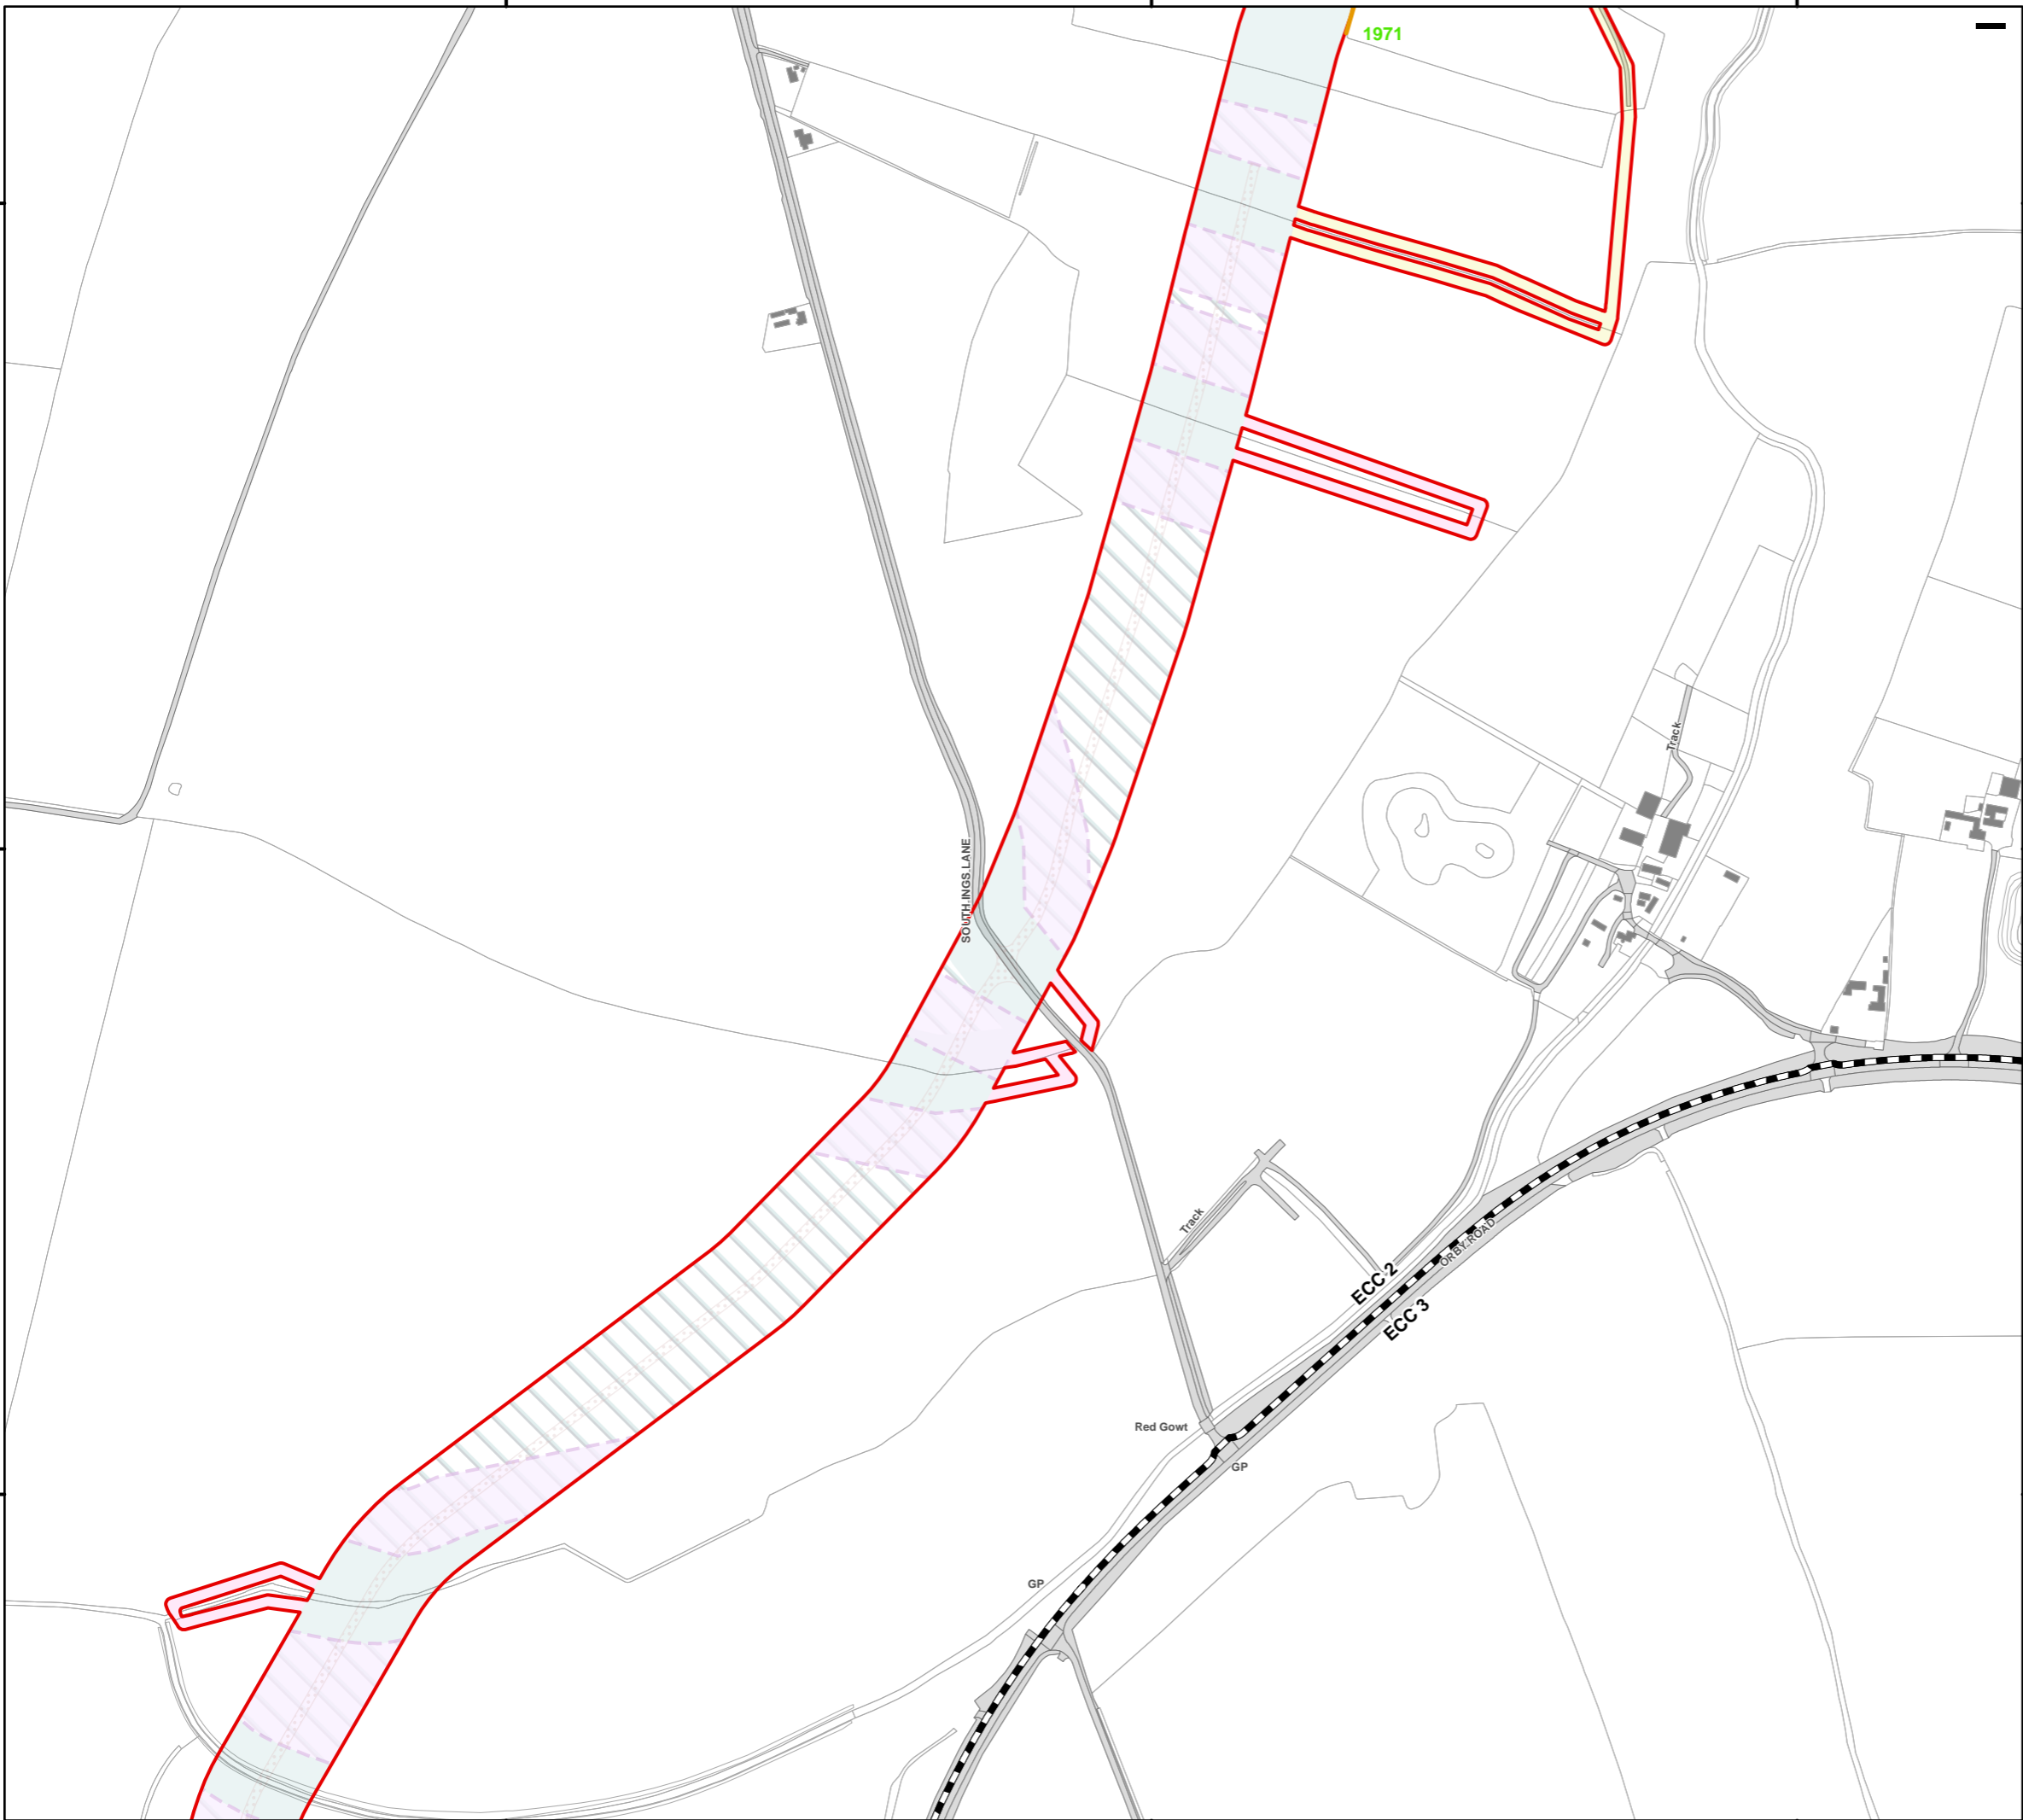 1971
Track
SOUTH INGS LANE
Track
ORBY ROAD
ECC 2
ECC 3
Red Gowt
GP
GP